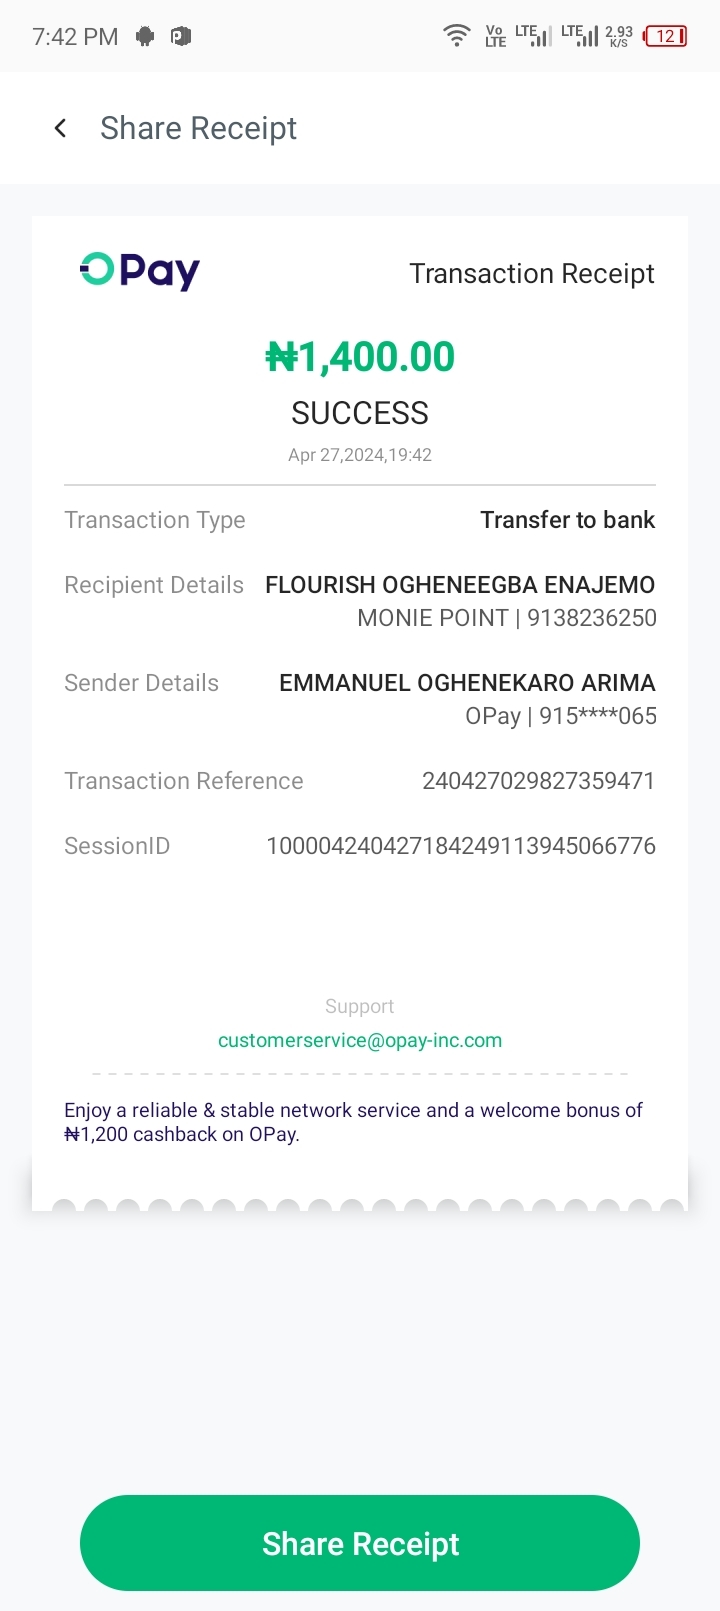 7:42 PM
Vo LTE LTE LTE 2.93 K/S 12
Share Receipt
OPay
Transaction Receipt
₦1,400.00
SUCCESS
Apr 27,2024,19:42
Transaction Type Transfer to bank
Recipient Details FLOURISH OGHENEEGBA ENAJEMO
MONIE POINT | 9138236250
Sender Details EMMANUEL OGHENEKARO ARIMA
OPay | 915****065
Transaction Reference 240427029827359471
SessionID 100004240427184249113945066776
Support
customerservice@opay-inc.com
Enjoy a reliable & stable network service and a welcome bonus of
₦1,200 cashback on OPay.
Share Receipt